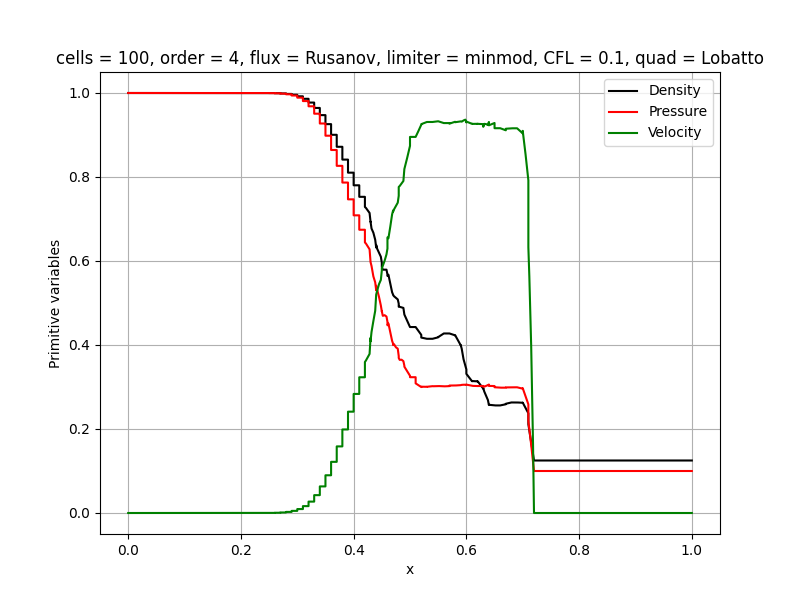 cells = 100, order = 4, flux = Rusanov, limiter = minmod, CFL = 0.1, quad = Lobatto
Density
Pressure
Velocity
Primitive variables
1.0
0.8
0.6
0.4
0.2
0.0
0.0 0.2 0.4 0.6 0.8 1.0
x